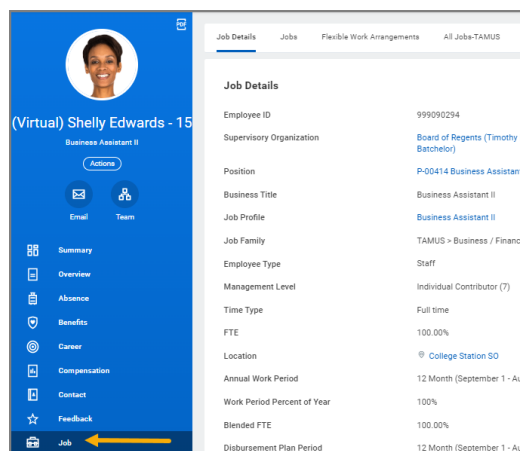 PDF
(Virtual) Shelly Edwards - 15
Business Assistant II
Actions
Email Team
Summary
Overview
Absence
Benefits
Career
Compensation
Contact
Feedback
Job
Job Details Jobs Flexible Work Arrangements All Jobs-TAMUS
Job Details
Employee ID 999090294
Supervisory Organization Board of Regents (Timothy
Batchelor)
Position P-00414 Business Assistan
Business Title Business Assistant II
Job Profile Business Assistant II
Job Family TAMUS > Business / Financ
Employee Type Staff
Management Level Individual Contributor (7)
Time Type Full time
FTE 100.00%
Location College Station SO
Annual Work Period 12 Month (September 1 - Au
Work Period Percent of Year 100%
Blended FTE 100.00%
Disbursement Plan Period 12 Month (September 1 - Au